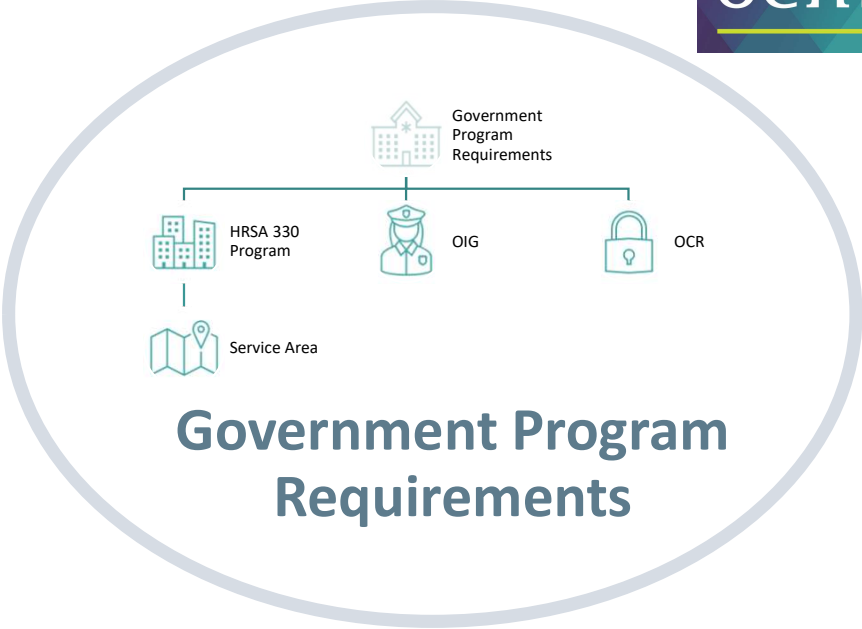 Government
Program
Requirements
HRSA 330
Program
OIG
OCR
Service Area
Government Program
Requirements